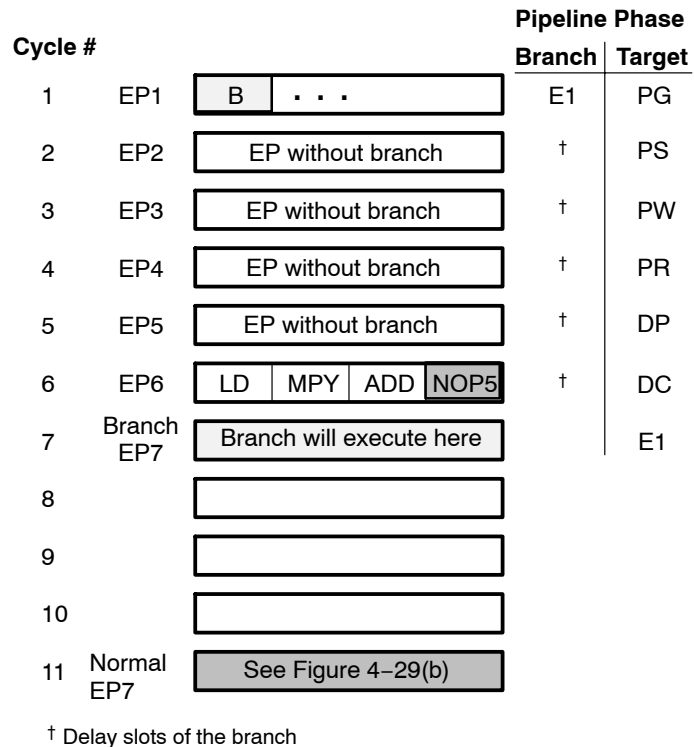 Pipeline Phase
Cycle # Branch Target
1 EP1 B . . . E1 PG
2 EP2 EP without branch † PS
3 EP3 EP without branch † PW
4 EP4 EP without branch † PR
5 EP5 EP without branch † DP
6 EP6 LD MPY ADD NOP5 † DC
7 Branch EP7 Branch will execute here E1
8
9
10
11 Normal EP7 See Figure 4−29(b)
† Delay slots of the branch